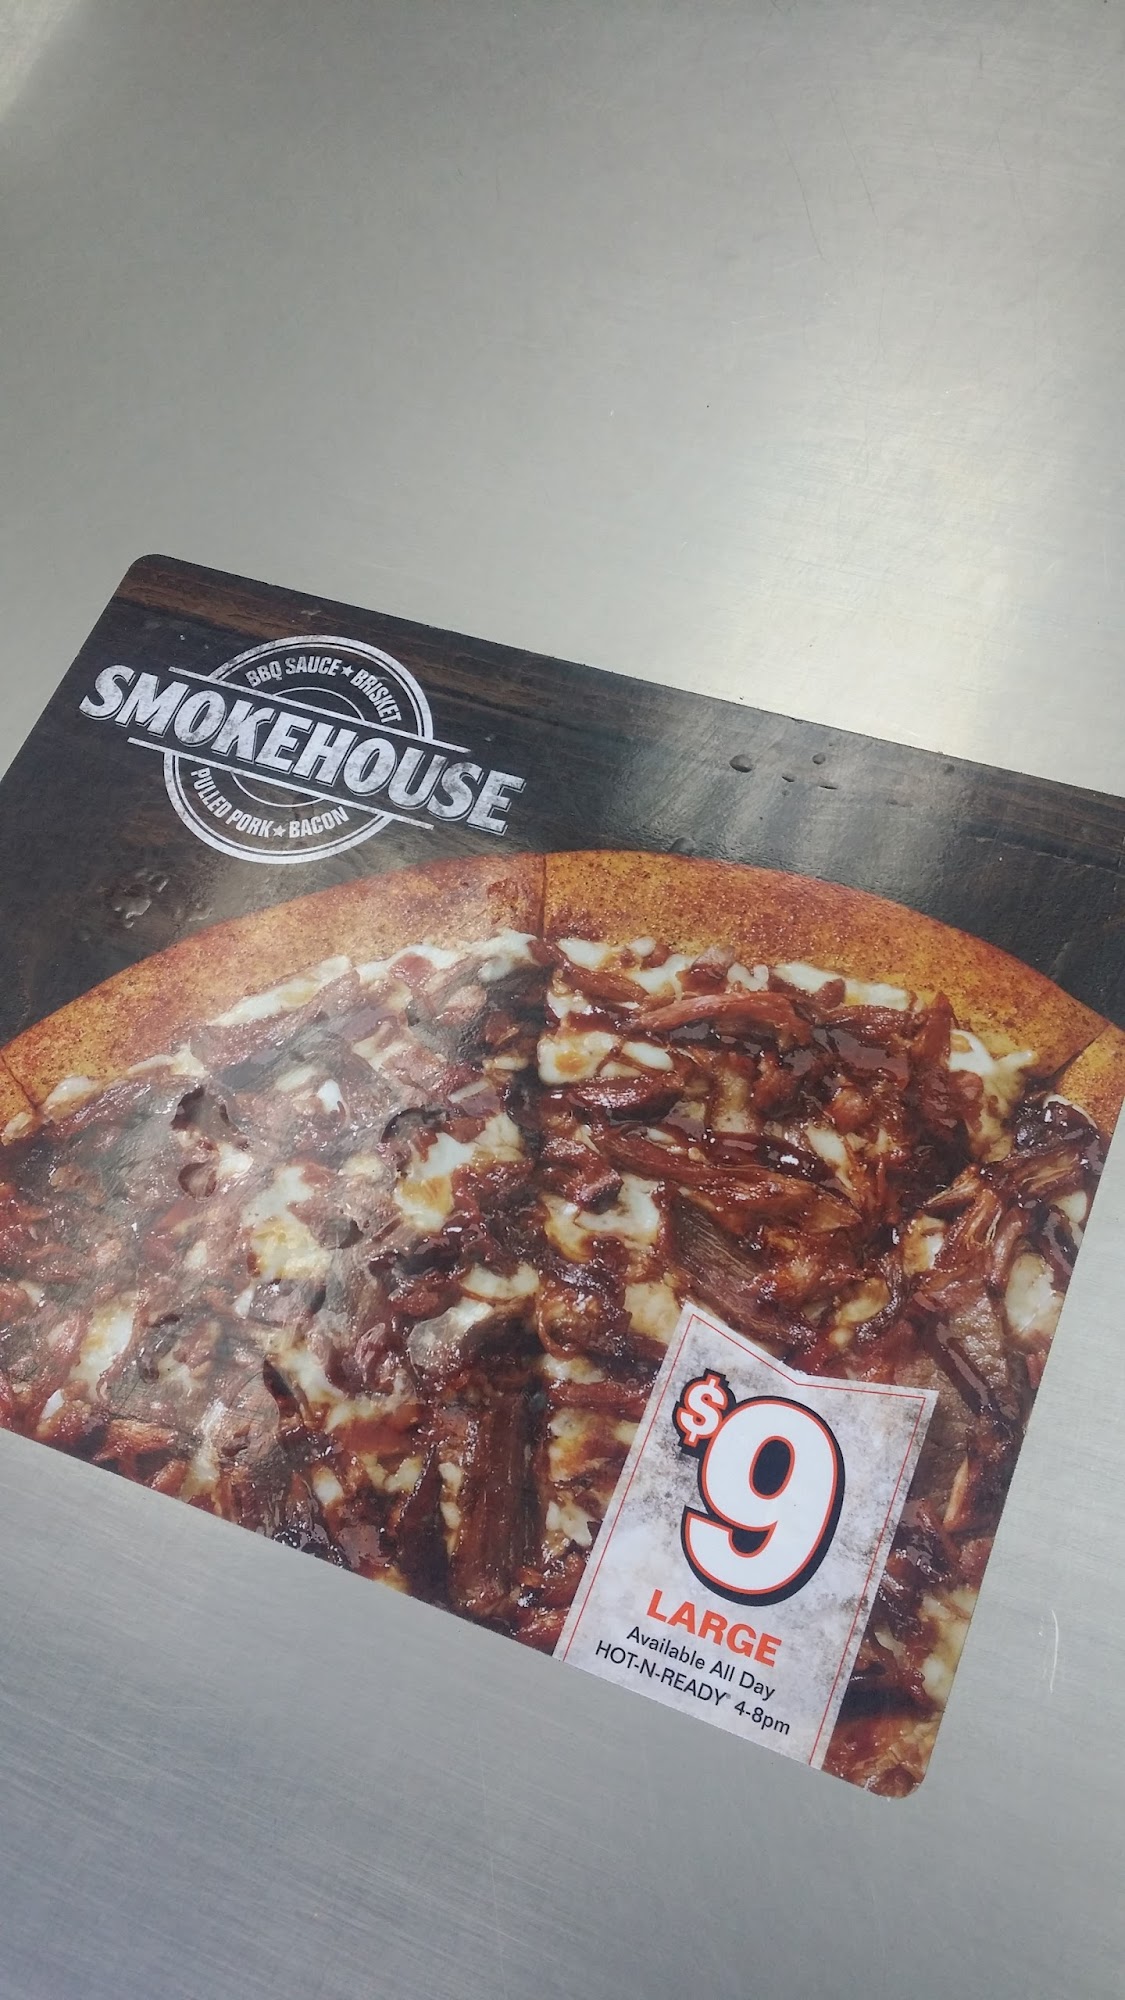 BBQ SAUCE ★ BRISKET
SMOKEHOUSE
PULLED PORK ★ BACON
$9
LARGE
Available All Day
HOT-N-READY® 4-8pm